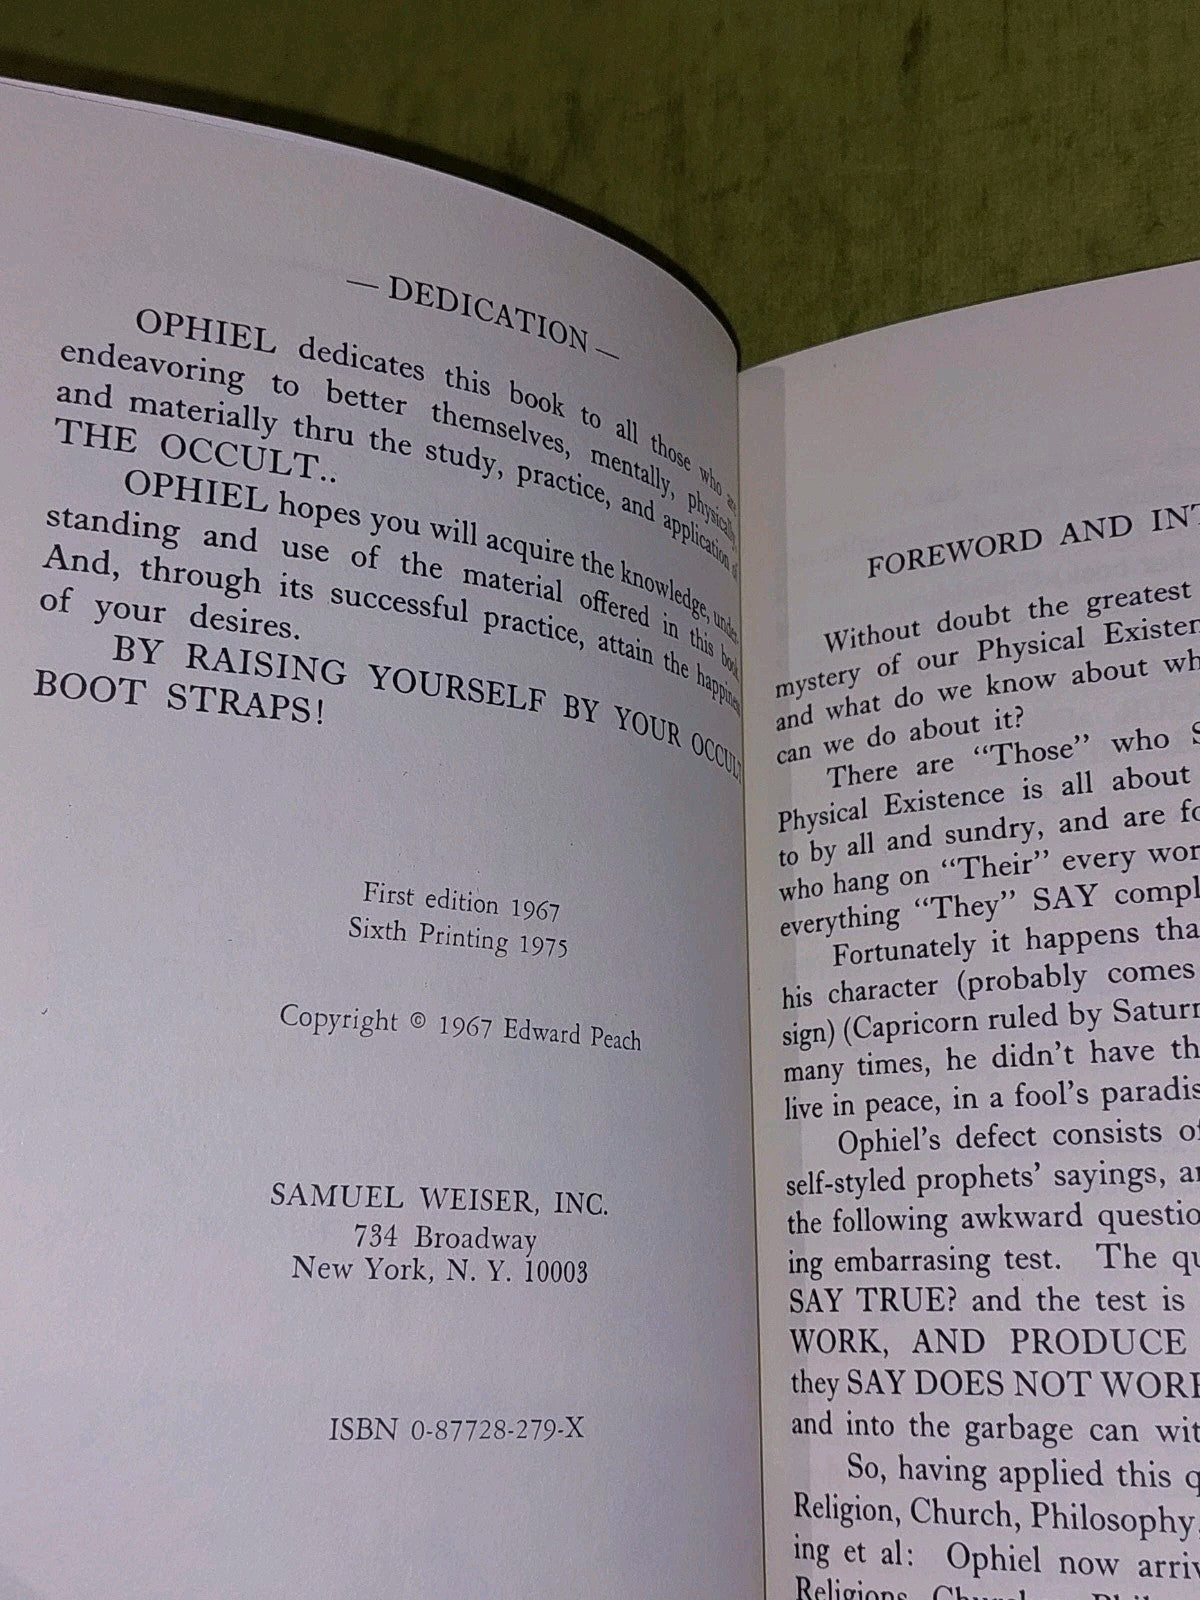 — DEDICATION —
OPHIEL dedicates this book to all those who are
endeavoring to better themselves, mentally, physically,
and materially thru the study, practice, and application of
THE OCCULT..
OPHIEL hopes you will acquire the knowledge, under-
standing and use of the material offered in this book.
And, through its successful practice, attain the happiness
of your desires.
BY RAISING YOURSELF BY YOUR OCCULT
BOOT STRAPS!
First edition 1967
Sixth Printing 1975
Copyright © 1967 Edward Peach
SAMUEL WEISER, INC.
734 Broadway
New York, N. Y. 10003
ISBN 0-87728-279-X
FOREWORD AND INT
Without doubt the greatest
mystery of our Physical Existen
and what do we know about wh
can we do about it?
There are “Those” who S
Physical Existence is all about
to by all and sundry, and are fo
who hang on “Their” every wor
everything “They” SAY compl
Fortunately it happens tha
his character (probably comes
sign) (Capricorn ruled by Saturn
many times, he didn’t have th
live in peace, in a fool’s paradis
Ophiel’s defect consists of
self-styled prophets’ sayings, an
the following awkward questio
ing embarrasing test. The qu
SAY TRUE? and the test is
WORK, AND PRODUCE
they SAY DOES NOT WORK
and into the garbage can wit
So, having applied this q
Religion, Church, Philosophy,
ing et al: Ophiel now arriv
Religions